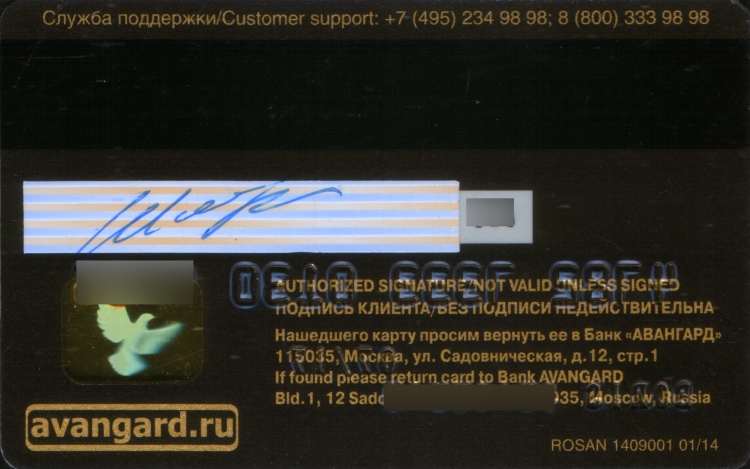 Служба поддержки/Customer support: +7 (495) 234 98 98; 8 (800) 333 98 98
AUTHORIZED SIGNATURE/NOT VALID UNLESS SIGNED
ПОДПИСЬ КЛИЕНТА/БЕЗ ПОДПИСИ НЕДЕЙСТВИТЕЛЬНА
Нашедшего карту просим вернуть ее в Банк «АВАНГАРД»
115035, Москва, ул. Садовническая, д.12, стр.1
If found please return card to Bank AVANGARD
Bld.1, 12 935, Moscow, Russia
avangard.ru
ROSAN 1409001 01/14